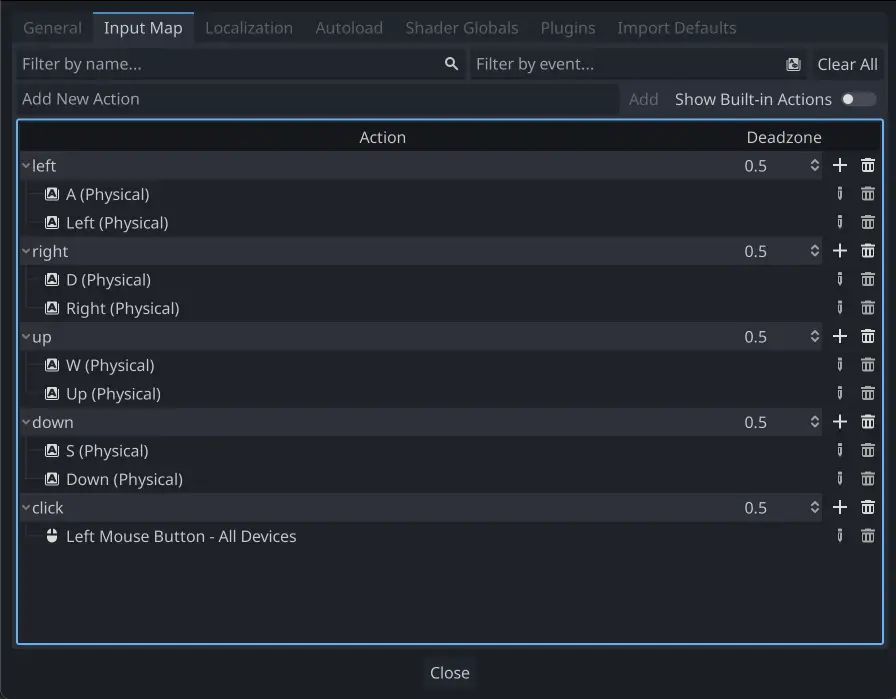 General Input Map Localization Autoload Shader Globals Plugins Import Defaults
Filter by name... Filter by event... Clear All
Add New Action Add Show Built-in Actions
Action Deadzone
left 0.5
A (Physical)
Left (Physical)
right 0.5
D (Physical)
Right (Physical)
up 0.5
W (Physical)
Up (Physical)
down 0.5
S (Physical)
Down (Physical)
click 0.5
Left Mouse Button - All Devices
Close